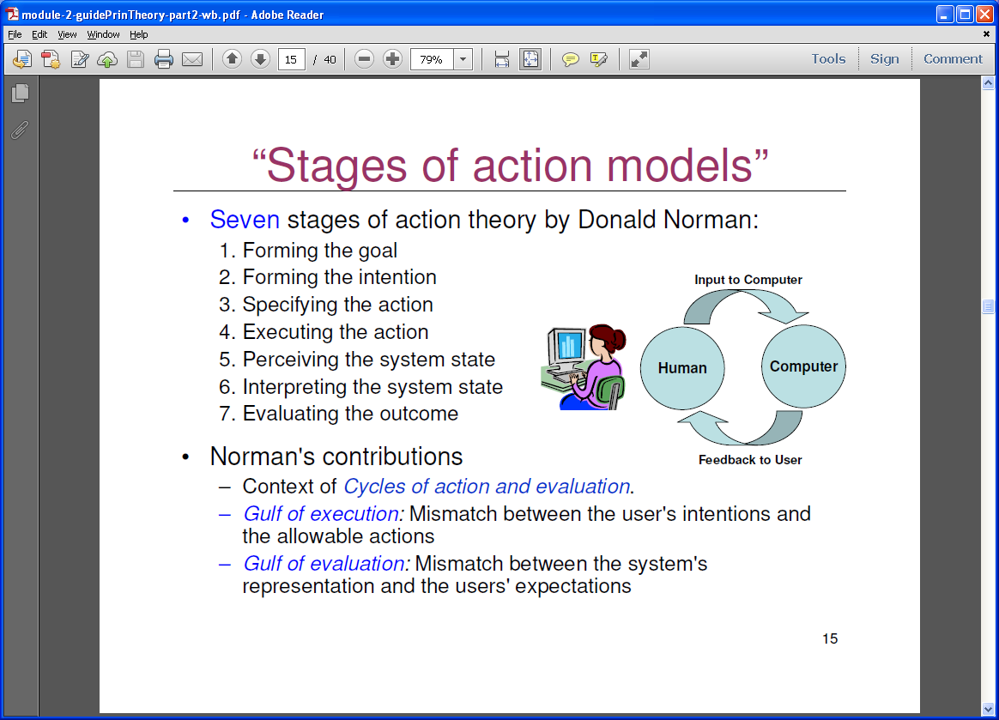 module-2-guidePrinTheory-part2-wb.pdf - Adobe Reader
File Edit View Window Help
15 / 40 79% Tools Sign Comment
“Stages of action models”
• Seven stages of action theory by Donald Norman:
1. Forming the goal
2. Forming the intention
3. Specifying the action
4. Executing the action
5. Perceiving the system state
6. Interpreting the system state
7. Evaluating the outcome
Input to Computer
Human
Computer
Feedback to User
• Norman's contributions
– Context of Cycles of action and evaluation.
– Gulf of execution: Mismatch between the user's intentions and
the allowable actions
– Gulf of evaluation: Mismatch between the system's
representation and the users' expectations
15